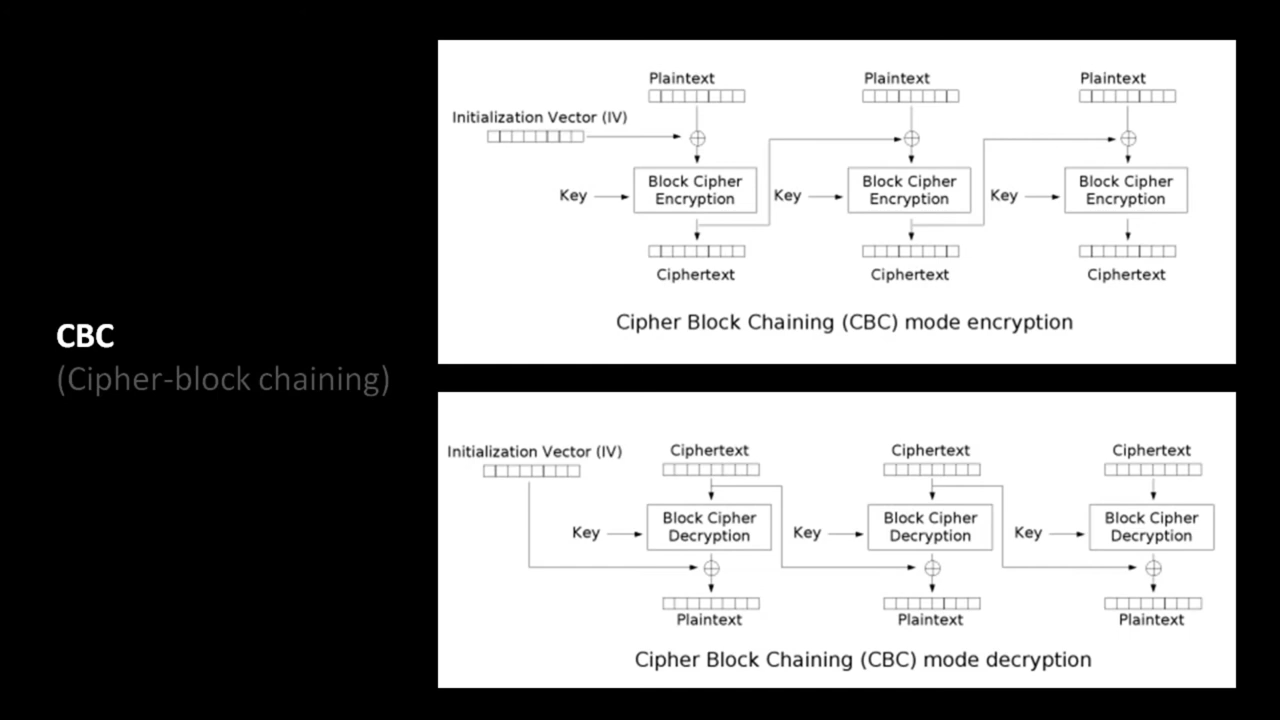 CBC
(Cipher-block chaining)
Plaintext Plaintext Plaintext
Initialization Vector (IV)
Key Block Cipher Encryption Key Block Cipher Encryption Key Block Cipher Encryption
Ciphertext Ciphertext Ciphertext
Cipher Block Chaining (CBC) mode encryption
Initialization Vector (IV) Ciphertext Ciphertext Ciphertext
Key Block Cipher Decryption Key Block Cipher Decryption Key Block Cipher Decryption
Plaintext Plaintext Plaintext
Cipher Block Chaining (CBC) mode decryption